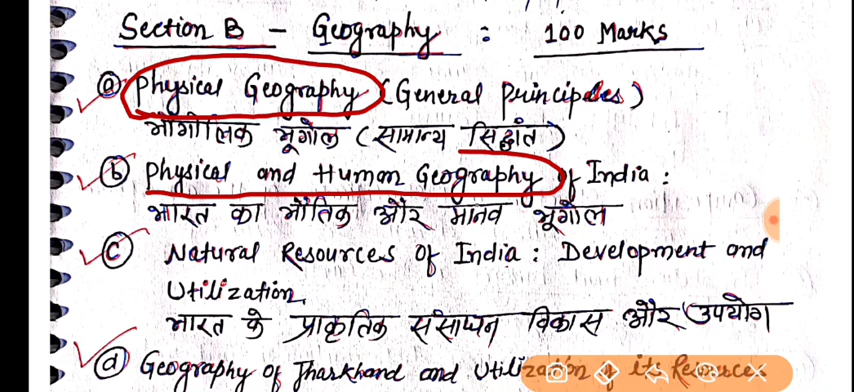 Section B - Geography : 100 Marks
ⓐ Physical Geography (General Principles)
भौगोलिक भूगोल (सामान्य सिद्धांत)
ⓑ Physical and Human Geography of India :
भारत का भौतिक और मानव भूगोल
ⓒ Natural Resources of India : Development and
Utilization
भारत के प्राकृतिक संसाधन विकास और उपयोग
ⓓ Geography of Jharkhand and Utilization of its Resources